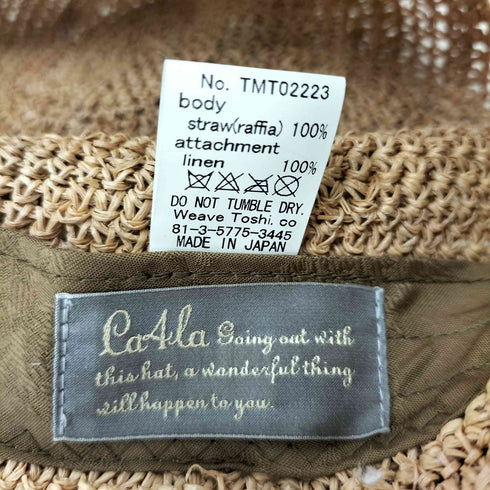 No. TMT02223
body
straw(raffia) 100%
attachment
linen 100%
DO NOT TUMBLE DRY.
Weave Toshi. co
81-3-5775-3445
MADE IN JAPAN
Ca4la Going out with
this hat, a wonderful thing
will happen to you.